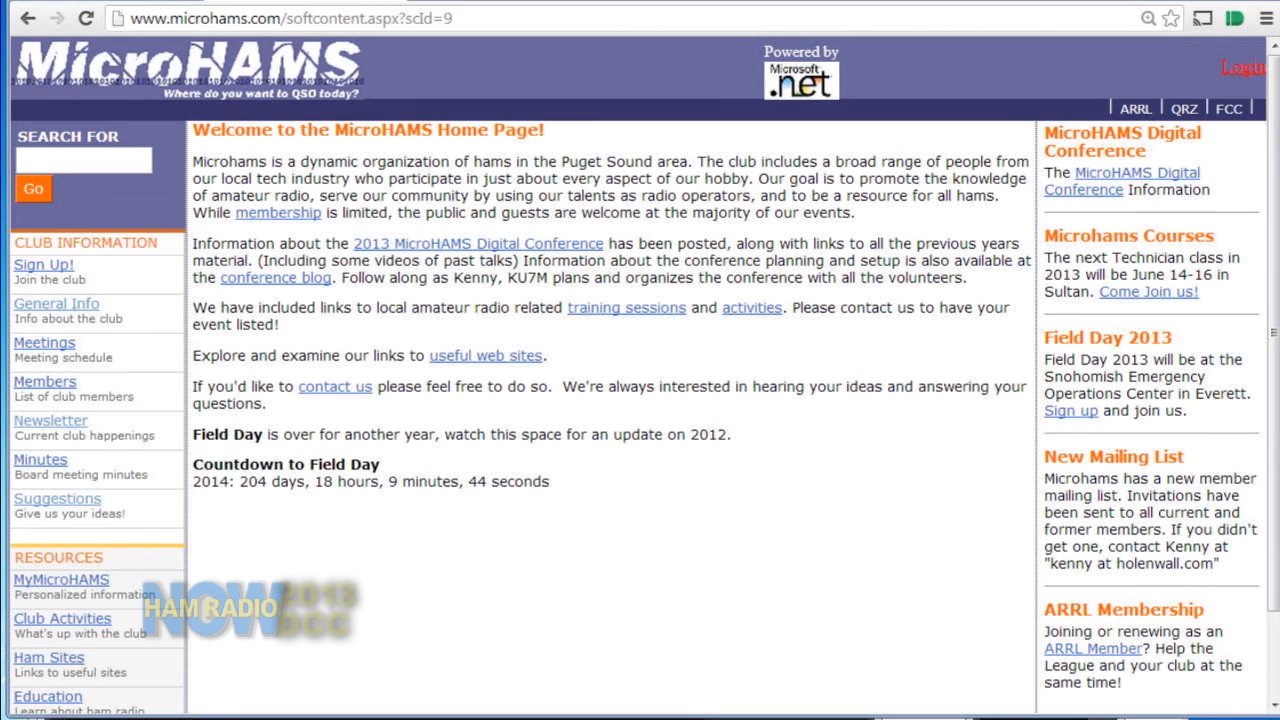 www.microhams.com/softcontent.aspx?scId=9
MicroHAMS
Where do you want to QSO today?
Powered by
Microsoft
.net
Login
ARRL | QRZ | FCC |
SEARCH FOR
Go
CLUB INFORMATION
Sign Up!
Join the club
General Info
Info about the club
Meetings
Meeting schedule
Members
List of club members
Newsletter
Current club happenings
Minutes
Board meeting minutes
Suggestions
Give us your ideas!
RESOURCES
MyMicroHAMS
Personalized information
Club Activities
What's up with the club
Ham Sites
Links to useful sites
Education
Learn about ham radio
Welcome to the MicroHAMS Home Page!
Microhams is a dynamic organization of hams in the Puget Sound area. The club includes a broad range of people from
our local tech industry who participate in just about every aspect of our hobby. Our goal is to promote the knowledge
of amateur radio, serve our community by using our talents as radio operators, and to be a resource for all hams.
While membership is limited, the public and guests are welcome at the majority of our events.
Information about the 2013 MicroHAMS Digital Conference has been posted, along with links to all the previous years
material. (Including some videos of past talks) Information about the conference planning and setup is also available at
the conference blog. Follow along as Kenny, KU7M plans and organizes the conference with all the volunteers.
We have included links to local amateur radio related training sessions and activities. Please contact us to have your
event listed!
Explore and examine our links to useful web sites.
If you'd like to contact us please feel free to do so. We're always interested in hearing your ideas and answering your
questions.
Field Day is over for another year, watch this space for an update on 2012.
Countdown to Field Day
2014: 204 days, 18 hours, 9 minutes, 44 seconds
MicroHAMS Digital
Conference
The MicroHAMS Digital
Conference Information
Microhams Courses
The next Technician class in
2013 will be June 14-16 in
Sultan. Come Join us!
Field Day 2013
Field Day 2013 will be at the
Snohomish Emergency
Operations Center in Everett.
Sign up and join us.
New Mailing List
Microhams has a new member
mailing list. Invitations have
been sent to all current and
former members. If you didn't
get one, contact Kenny at
"kenny at holenwall.com"
ARRL Membership
Joining or renewing as an
ARRL Member? Help the
League and your club at the
same time!
HAM RADIO
NOW
2013
DCC